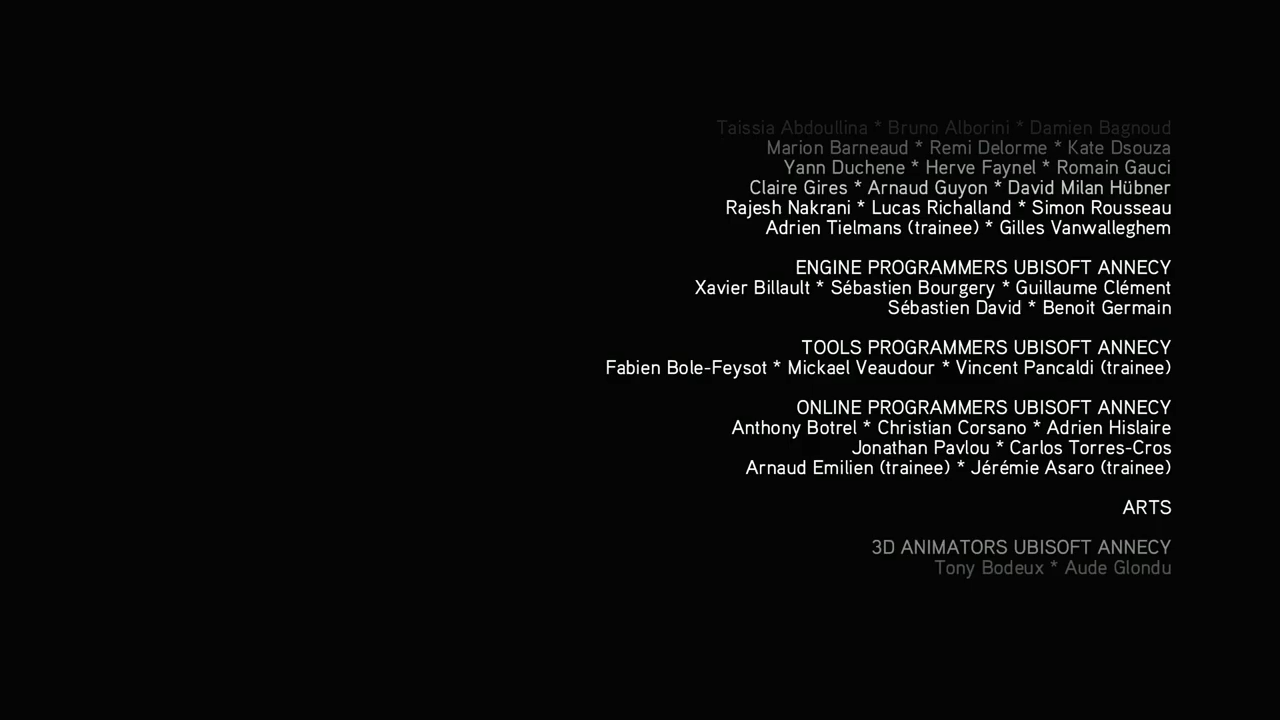 Taissia Abdoullina * Bruno Alborini * Damien Bagnoud
Marion Barneaud * Remi Delorme * Kate Dsouza
Yann Duchene * Herve Faynel * Romain Gauci
Claire Gires * Arnaud Guyon * David Milan Hübner
Rajesh Nakrani * Lucas Richalland * Simon Rousseau
Adrien Tielmans (trainee) * Gilles Vanwalleghem
ENGINE PROGRAMMERS UBISOFT ANNECY
Xavier Billault * Sébastien Bourgery * Guillaume Clément
Sébastien David * Benoit Germain
TOOLS PROGRAMMERS UBISOFT ANNECY
Fabien Bole-Feysot * Mickael Veaudour * Vincent Pancaldi (trainee)
ONLINE PROGRAMMERS UBISOFT ANNECY
Anthony Botrel * Christian Corsano * Adrien Hislaire
Jonathan Pavlou * Carlos Torres-Cros
Arnaud Emilien (trainee) * Jérémie Asaro (trainee)
ARTS
3D ANIMATORS UBISOFT ANNECY
Tony Bodeux * Aude Glondu